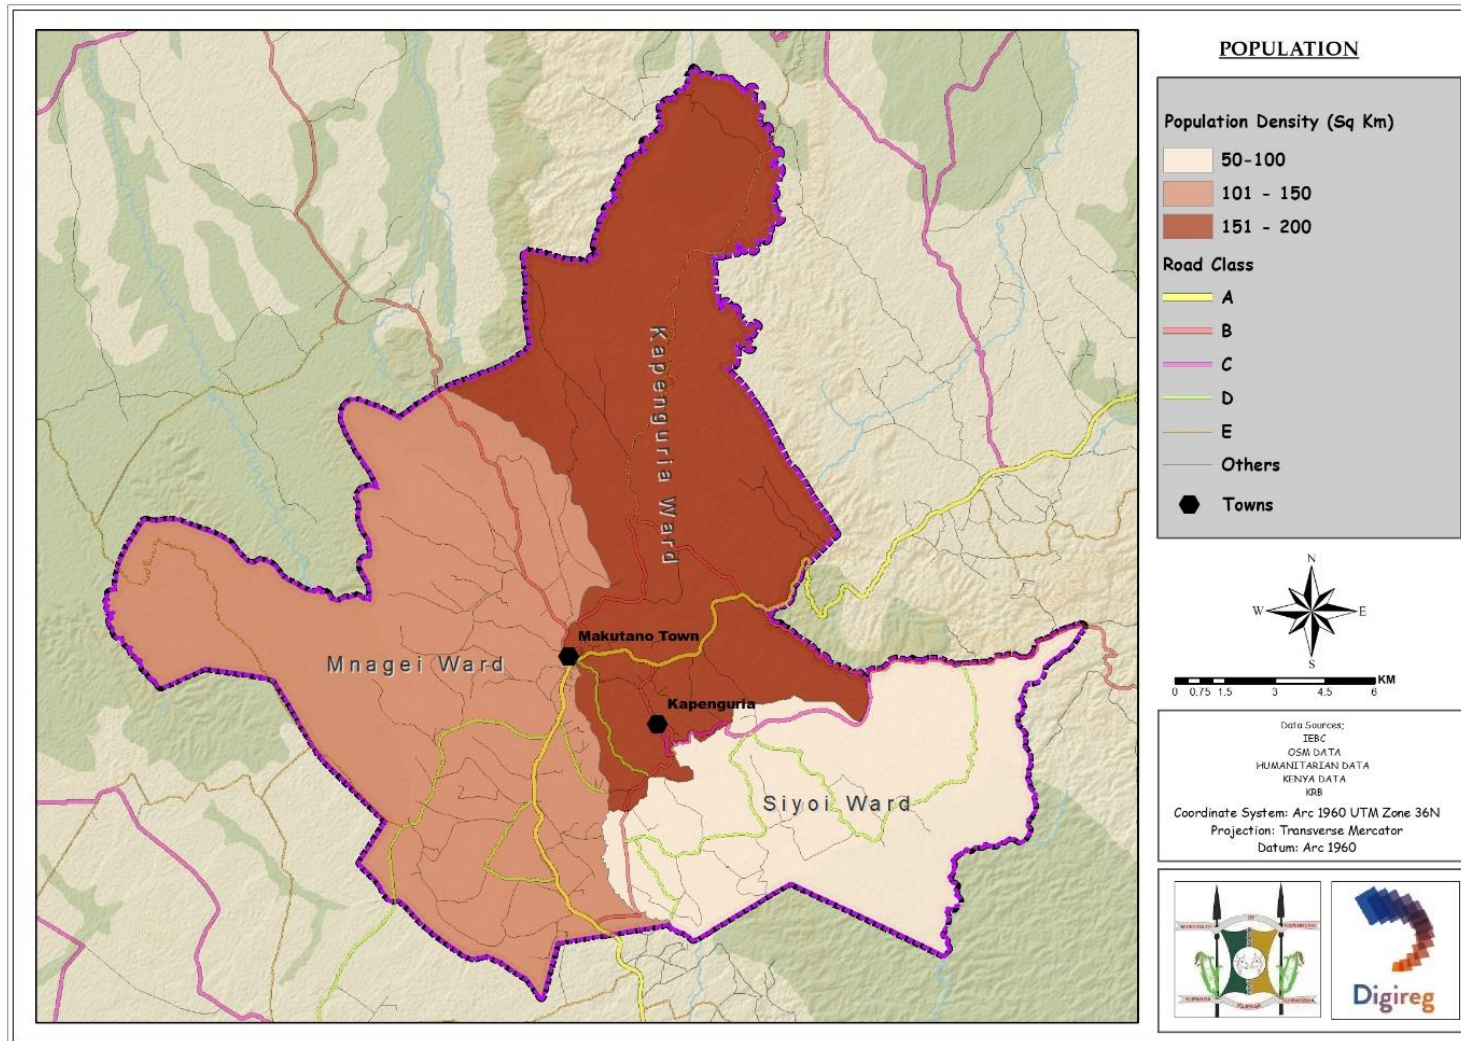 POPULATION
Population Density (Sq Km)
50-100
101 - 150
151 - 200
Road Class
A
B
C
D
E
Others
Towns
Kapenguria Ward
Makutano Town
Mnagei Ward
Kapenguria
Siyoi Ward
N
W E
S
0 0.75 1.5 3 4.5 6 KM
Data Sources;
IEBC
OSM DATA
HUMANITARIAN DATA
KENYA DATA
KRB
Coordinate System: Arc 1960 UTM Zone 36N
Projection: Transverse Mercator
Datum: Arc 1960
OF
Digireg